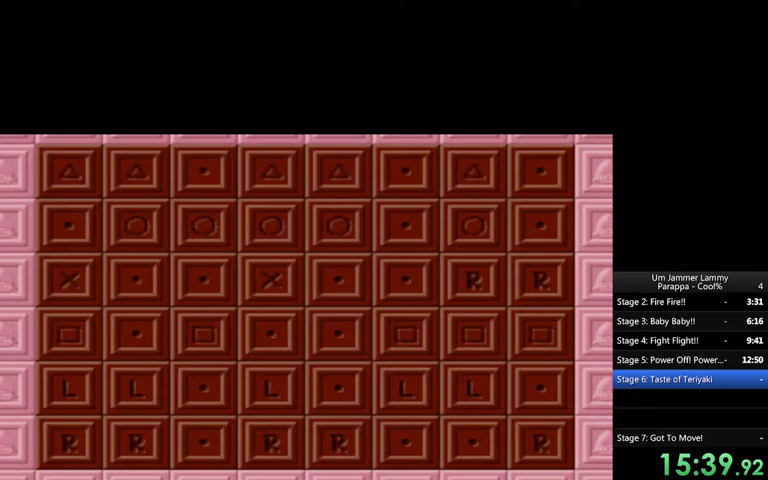 R R
L L L L L
R R R R R
Um Jammer Lammy
Parappa - Cool% 4
Stage 2: Fire Fire!! - 3:31
Stage 3: Baby Baby!! - 6:16
Stage 4: Fight Flight!! - 9:41
Stage 5: Power Off! Power... - 12:50
Stage 6: Taste of Teriyaki -
Stage 7: Got To Move! -
15:39.92